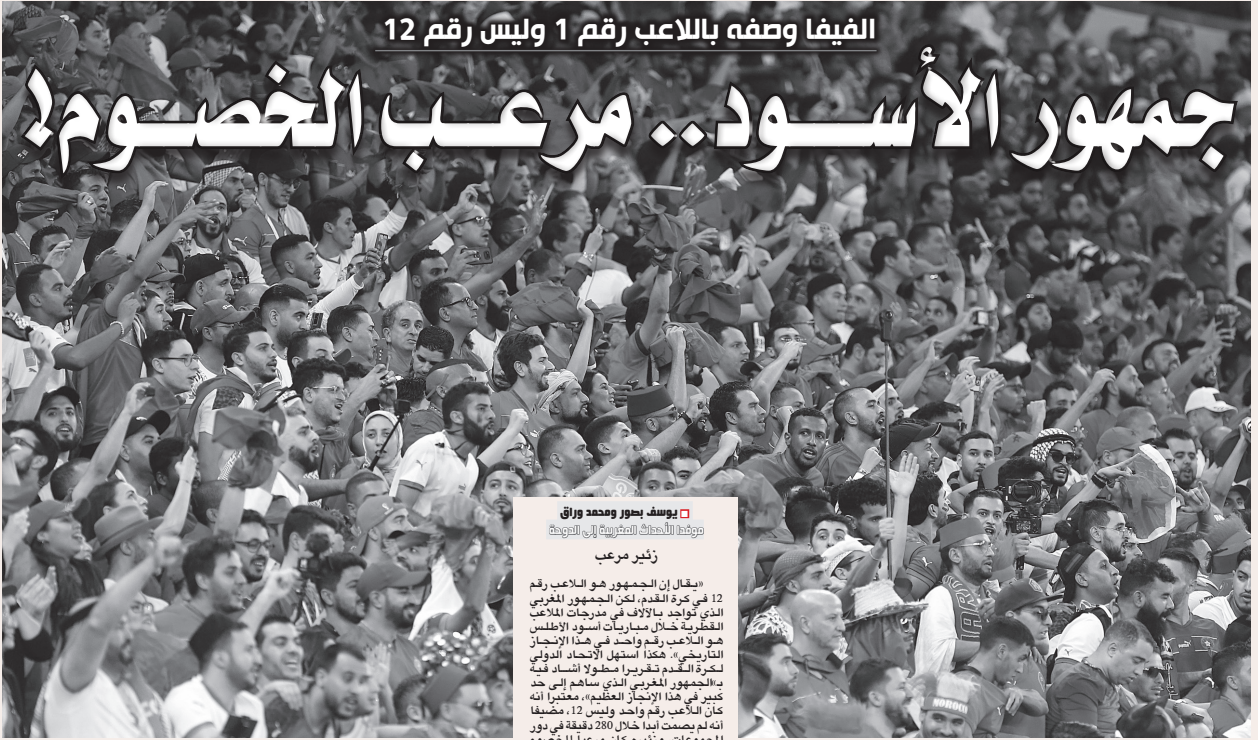 الفيفا وصفه باللاعب رقم 1 وليس رقم 12
جمهور الأسود.. مرعب الخصوم!
يوسف بصور ومحمد وراق
موفدا الأحداث المغربية إلى الدوحة
زئير مرعب
«يقال إن الجمهور هو اللاعب رقم
12 في كرة القدم، لكن الجمهور المغربي
الذي تواجد بالآلاف في مدرجات الملاعب
القطرية خلال مباريات أسود الأطلس
هو اللاعب رقم واحد في هذا الإنجاز
التاريخي». هكذا استهل الاتحاد الدولي
لكرة القدم تقريرا مطولا أشاد فيه
بـ»الجمهور المغربي الذي ساهم إلى حد
كبير في هذا الإنجاز العظيم»، معتبرا أنه
كان اللاعب رقم واحد وليس 12، مضيفا
أنه لم يصمت أبدا خلال 280 دقيقة في دور
MOROCCO